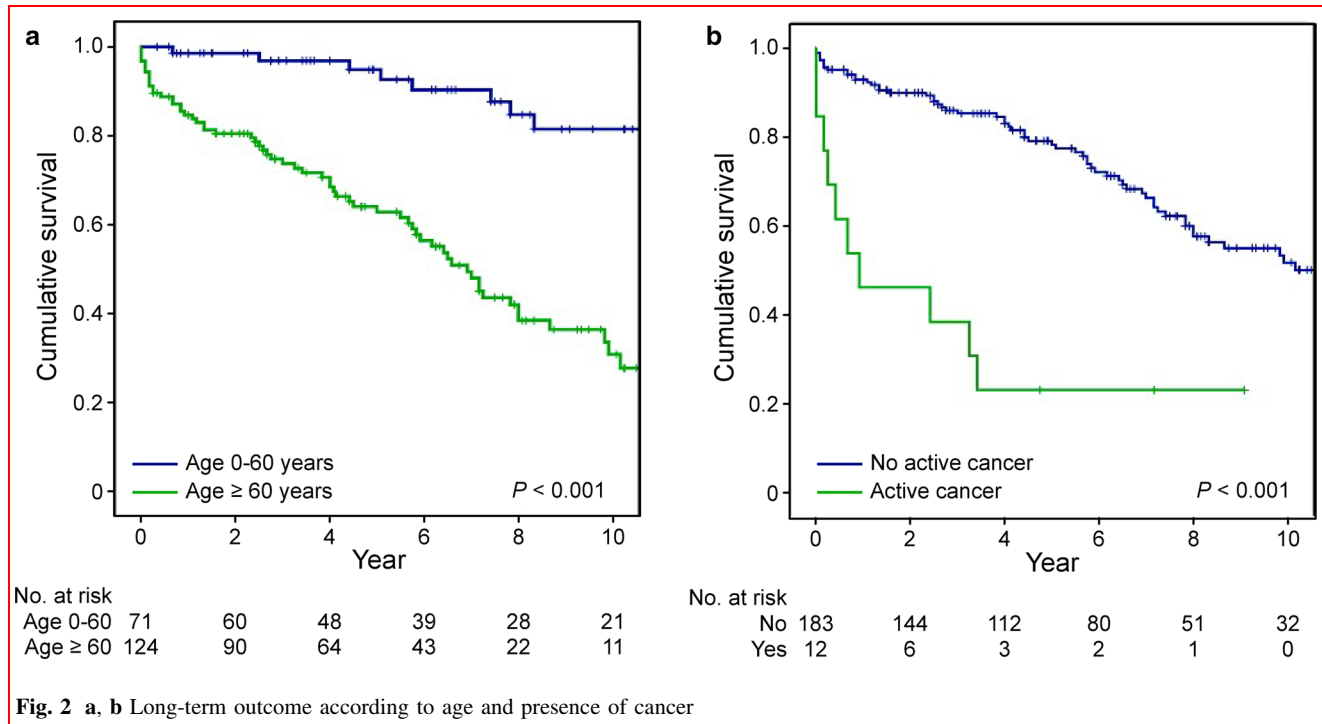 a
1.0
0.8
0.6
0.4
0.2
0
Cumulative survival
Age 0-60 years
Age ≥ 60 years
P < 0.001
0 2 4 6 8 10
Year
No. at risk
Age 0-60 71 60 48 39 28 21
Age ≥ 60 124 90 64 43 22 11
b
1.0
0.8
0.6
0.4
0.2
0
Cumulative survival
No active cancer
Active cancer
P < 0.001
0 2 4 6 8 10
Year
No. at risk
No 183 144 112 80 51 32
Yes 12 6 3 2 1 0
Fig. 2 a, b Long-term outcome according to age and presence of cancer